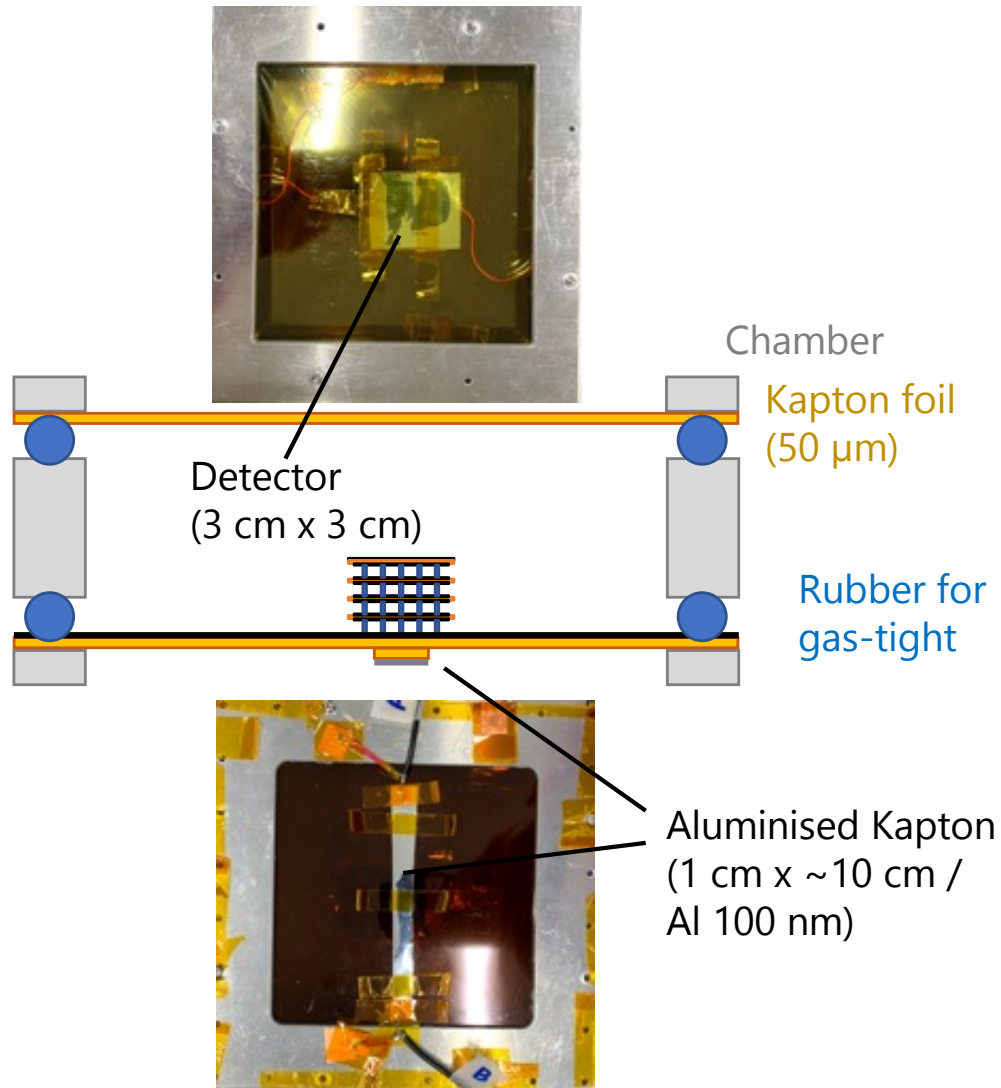 Chamber
Kapton foil
(50 μm)
Detector
(3 cm x 3 cm)
Rubber for
gas-tight
Aluminised Kapton
(1 cm x ~10 cm /
Al 100 nm)
B